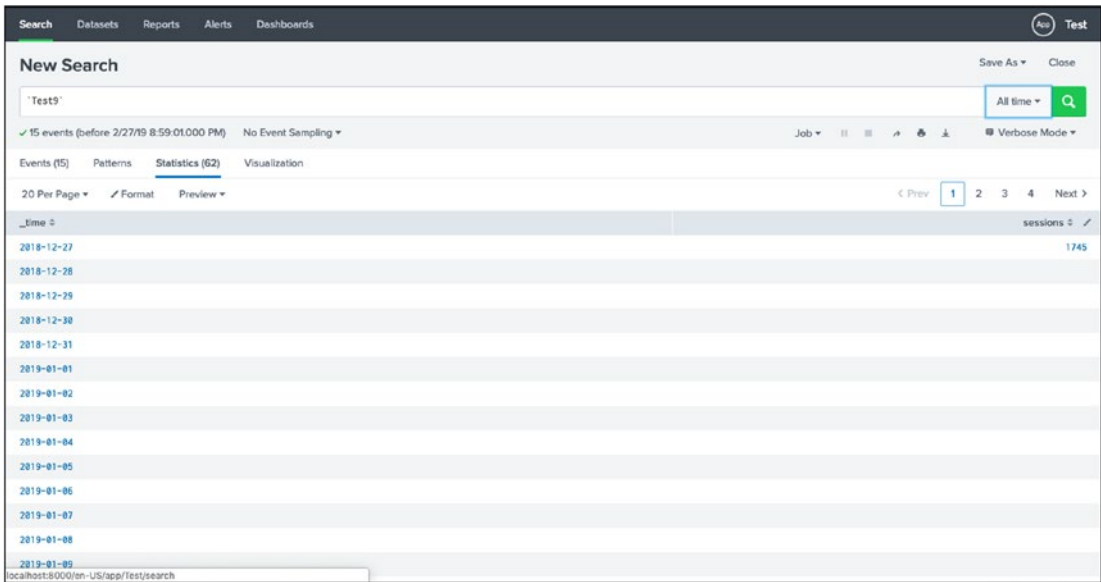 Search Datasets Reports Alerts Dashboards App Test
New Search Save As Close
`Test9` All time
15 events (before 2/27/19 8:59:01.000 PM) No Event Sampling Job Verbose Mode
Events (15) Patterns Statistics (62) Visualization
20 Per Page Format Preview < Prev 1 2 3 4 Next >
_time sessions
2018-12-27 1745
2018-12-28
2018-12-29
2018-12-30
2018-12-31
2019-01-01
2019-01-02
2019-01-03
2019-01-04
2019-01-05
2019-01-06
2019-01-07
2019-01-08
2019-01-09
localhost:8000/en-US/app/Test/search